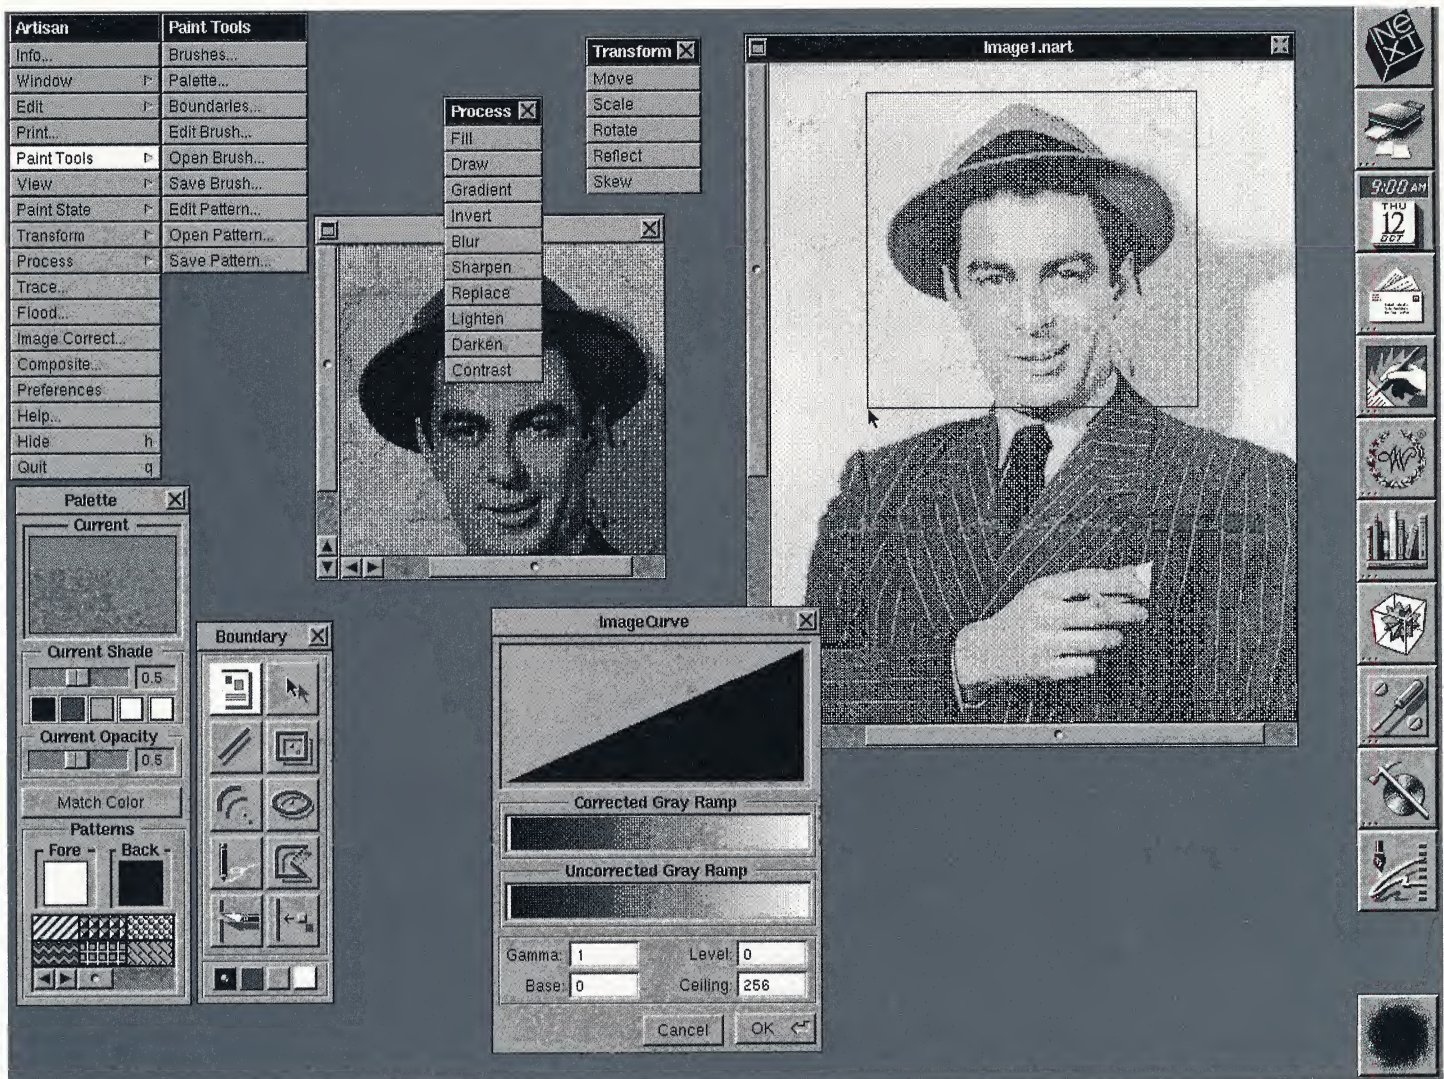 Artisan
Info...
Window
Edit
Print...
Paint Tools
View
Paint State
Transform
Process
Trace...
Flood...
Image Correct...
Composite...
Preferences
Help...
Hide h
Quit q
Paint Tools
Brushes...
Palette...
Boundaries...
Edit Brush...
Open Brush...
Save Brush...
Edit Pattern...
Open Pattern...
Save Pattern...
Process
Fill
Draw
Gradient
Invert
Blur
Sharpen
Replace
Lighten
Darken
Contrast
Transform
Move
Scale
Rotate
Reflect
Skew
Image1.nart
NeXT
9:00 AM
THU
12
OCT
Palette
Current
Current Shade
0.5
Current Opacity
0.5
Match Color
Patterns
Fore
Back
Boundary
ImageCurve
Corrected Gray Ramp
Uncorrected Gray Ramp
Gamma: 1 Level: 0
Base: 0 Ceiling: 256
Cancel OK
W